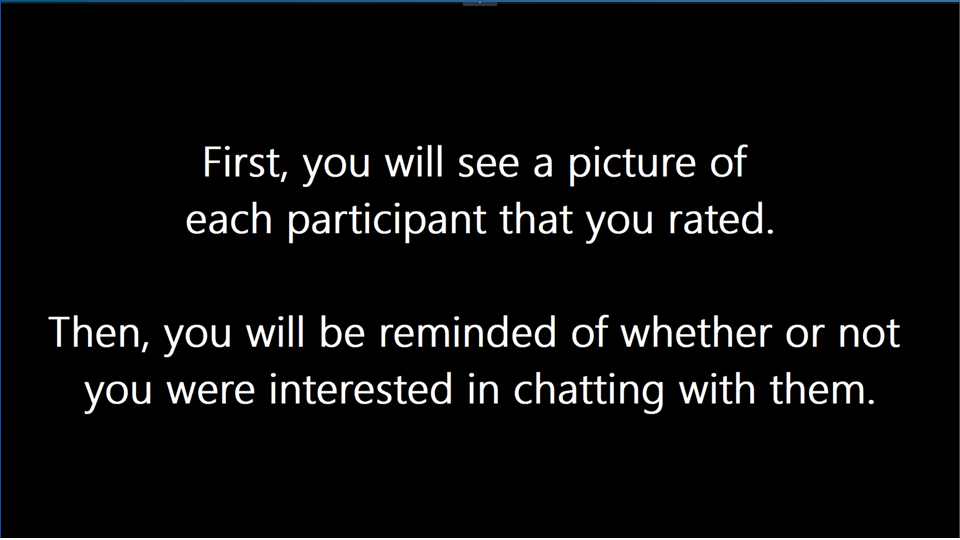 First, you will see a picture of
each participant that you rated.
Then, you will be reminded of whether or not
you were interested in chatting with them.